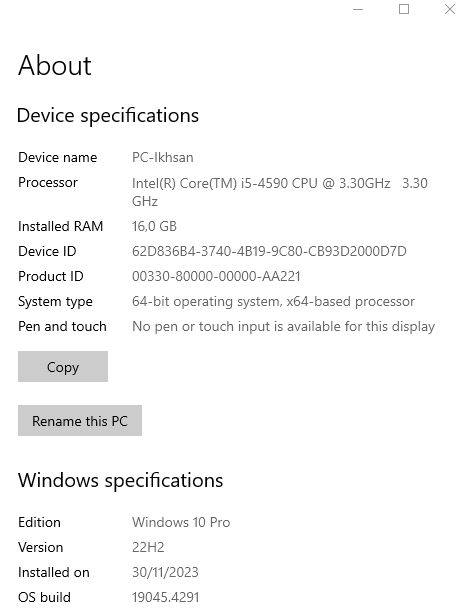 About
Device specifications
Device name PC-Ikhsan
Processor Intel(R) Core(TM) i5-4590 CPU @ 3.30GHz 3.30
GHz
Installed RAM 16,0 GB
Device ID 62D836B4-3740-4B19-9C80-CB93D2000D7D
Product ID 00330-80000-00000-AA221
System type 64-bit operating system, x64-based processor
Pen and touch No pen or touch input is available for this display
Copy
Rename this PC
Windows specifications
Edition Windows 10 Pro
Version 22H2
Installed on 30/11/2023
OS build 19045.4291